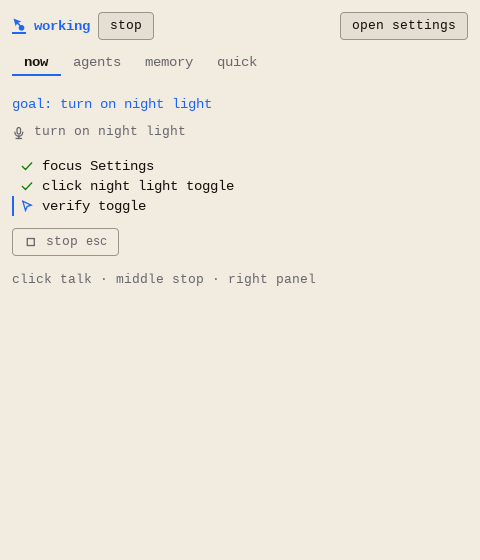 working stop open settings
now agents memory quick
goal: turn on night light
turn on night light
focus Settings
click night light toggle
verify toggle
stop esc
click talk · middle stop · right panel